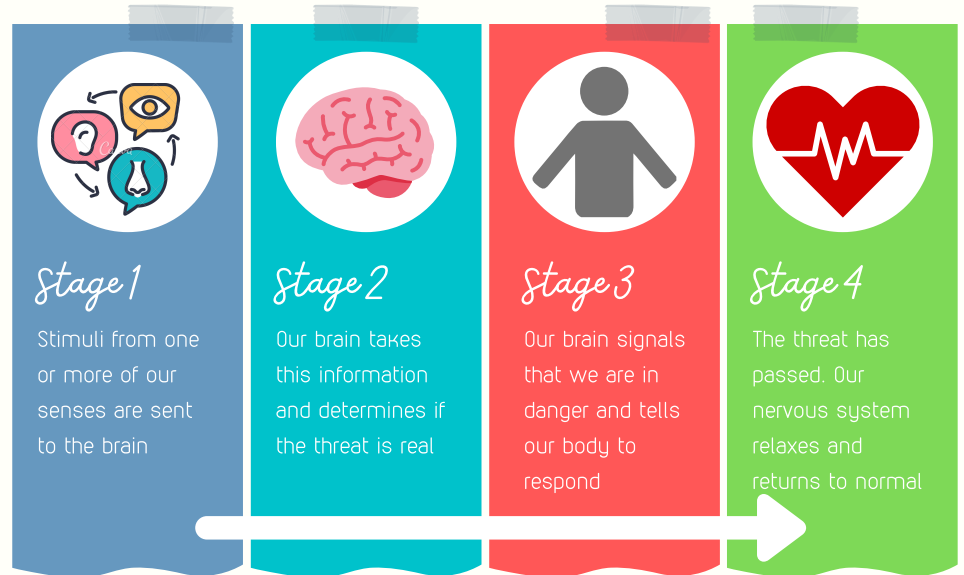 Stage 1
Stimuli from one
or more of our
senses are sent
to the brain
Stage 2
Our brain takes
this information
and determines if
the threat is real
Stage 3
Our brain signals
that we are in
danger and tells
our body to
respond
Stage 4
The threat has
passed. Our
nervous system
relaxes and
returns to normal